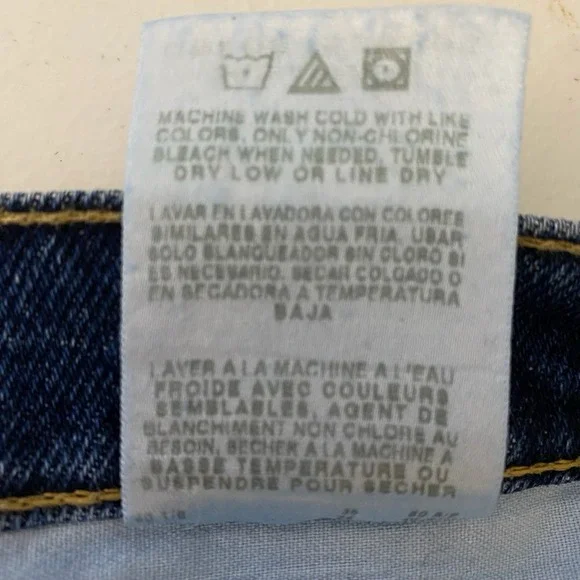 MACHINE WASH COLD WITH LIKE
COLORS, ONLY NON-CHLORINE
BLEACH WHEN NEEDED, TUMBLE
DRY LOW OR LINE DRY
LAVAR EN LAVADORA CON COLORES
SIMILARES EN AGUA FRIA, USAR
SOLO BLANQUEADOR SIN CLORO SI
ES NECESARIO, SECAR COLGADO O
EN SECADORA A TEMPERATURA
BAJA
LAVER A LA MACHINE A L'EAU
FROIDE AVEC COULEURS
SEMBLABLES, AGENT DE
BLANCHIMENT NON CHLORE AU
BESOIN, SECHER A LA MACHINE A
BASSE TEMPERATURE OU
SUSPENDRE POUR SECHER